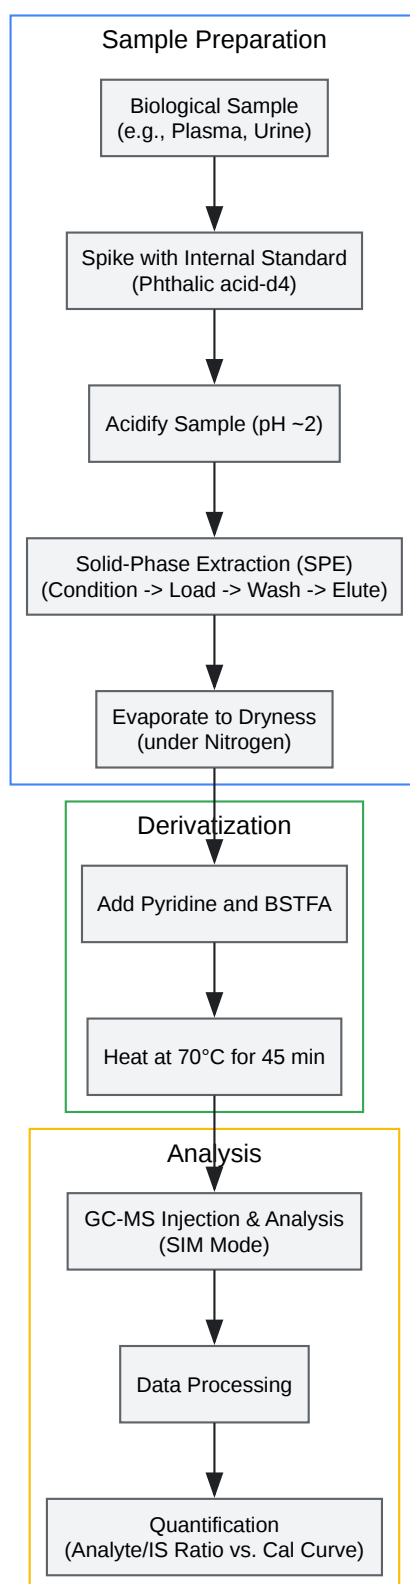 Sample Preparation
Biological Sample
(e.g., Plasma, Urine)
Spike with Internal Standard
(Phthalic acid-d4)
Acidify Sample (pH ~2)
Solid-Phase Extraction (SPE)
(Condition -> Load -> Wash -> Elute)
Evaporate to Dryness
(under Nitrogen)
Derivatization
Add Pyridine and BSTFA
Heat at 70°C for 45 min
Analysis
GC-MS Injection & Analysis
(SIM Mode)
Data Processing
Quantification
(Analyte/IS Ratio vs. Cal Curve)